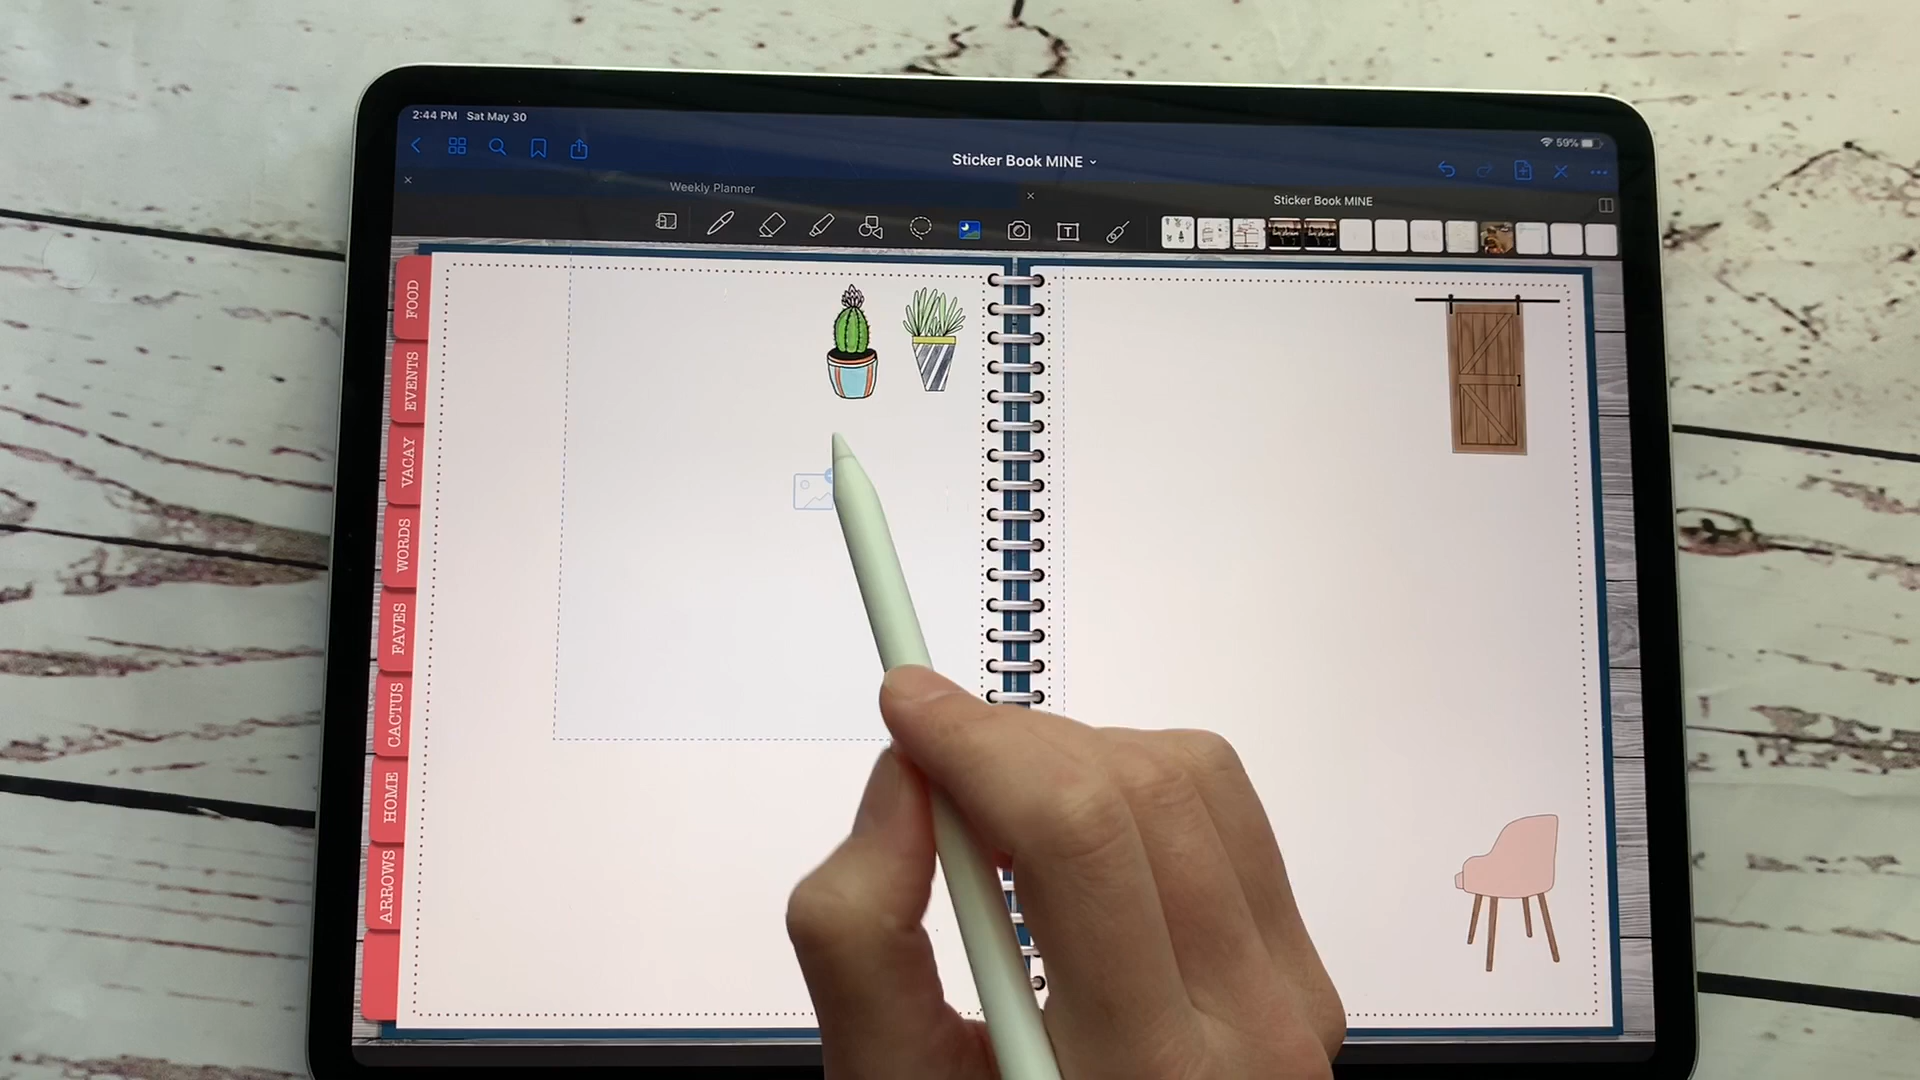 2:44 PM Sat May 30
59%
Sticker Book MINE
Weekly Planner
Sticker Book MINE
T
FOOD
EVENTS
VACAY
WORDS
FAVES
CACTUS
HOME
ARROWS